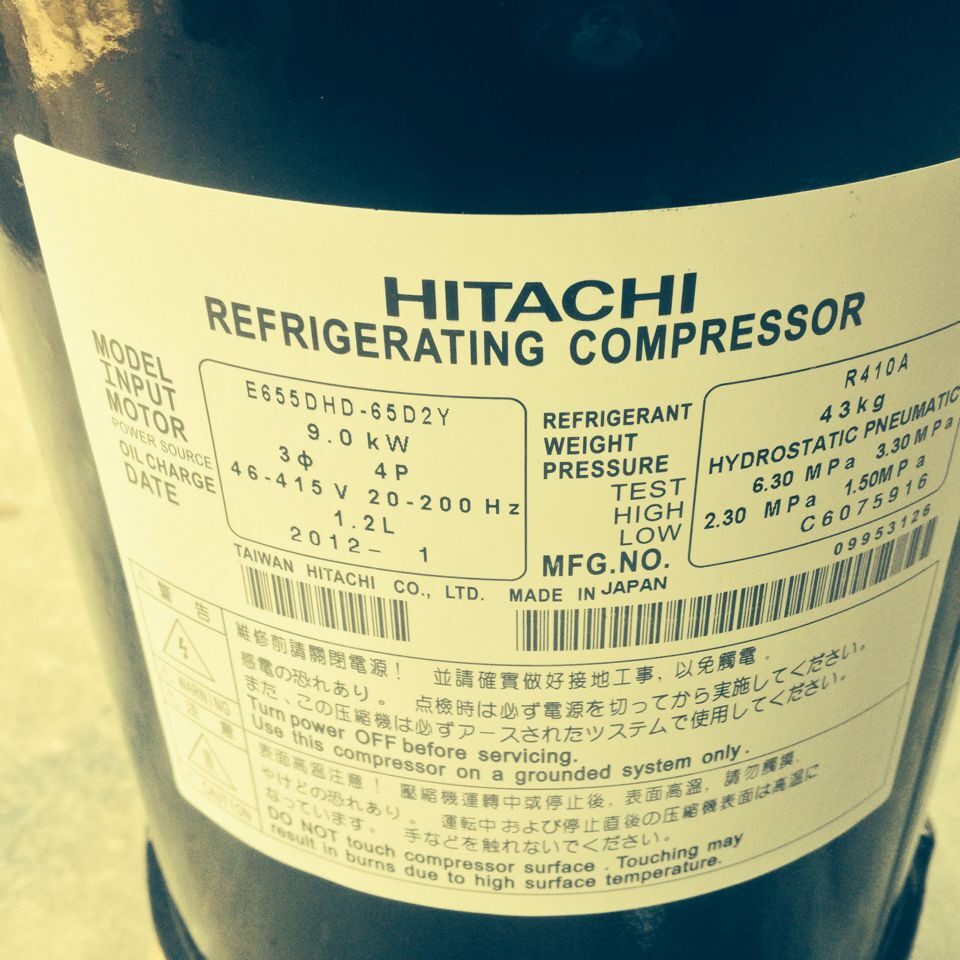 HITACHI
REFRIGERATING COMPRESSOR
MODEL
INPUT
MOTOR
POWER SOURCE
OIL CHARGE
DATE
E655DHD-65D2Y
9.0 kW
3ϕ 4P
46-415 V 20-200 Hz
1.2L
2012- 1
REFRIGERANT
WEIGHT
PRESSURE
TEST
HIGH
LOW
MFG.NO.
R410A
43kg
HYDROSTATIC PNEUMATIC
6.30 MPa 3.30 MPa
2.30 MPa 1.50MPa
C6075916
09953126
TAIWAN HITACHI CO., LTD. MADE IN JAPAN
警告
WARNING
維修前請關閉電源！ 並請確實做好接地工事，以免觸電．
感電の恐れあり。 点検時は必ず電源を切ってから実施してください。
また、この圧縮機は必ずアースされたシステムで使用してください。
Turn power OFF before servicing.
Use this compressor on a grounded system only.
注意
CAUTION
表面高溫注意！ 壓縮機運轉中或停止後，表面高溫，請勿觸摸．
やけどの恐れあり。 運転中および停止直後の圧縮機表面は高温に
なっています。 手などを触れないでください。
DO NOT touch compressor surface. Touching may
result in burns due to high surface temperature.